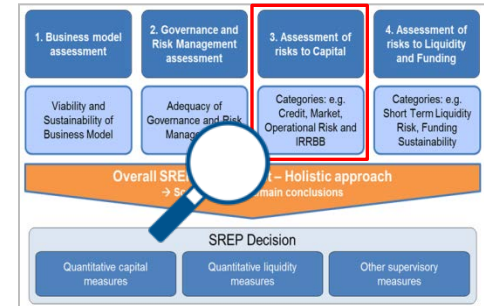 1. Business model
assessment
2. Governance and
Risk Management
assessment
3. Assessment of
risks to Capital
4. Assessment of
risks to Liquidity
and Funding
Viability and
Sustainability of
Business Model
Adequacy of
Governance and Risk
Categories: e.g.
Credit, Market,
Operational Risk and
IRRBB
Categories: e.g.
Short Term Liquidity
Risk, Funding
Sustainability
Overall – Holistic approach
→ main conclusions
SREP Decision
Quantitative capital
measures
Quantitative liquidity
measures
Other supervisory
measures